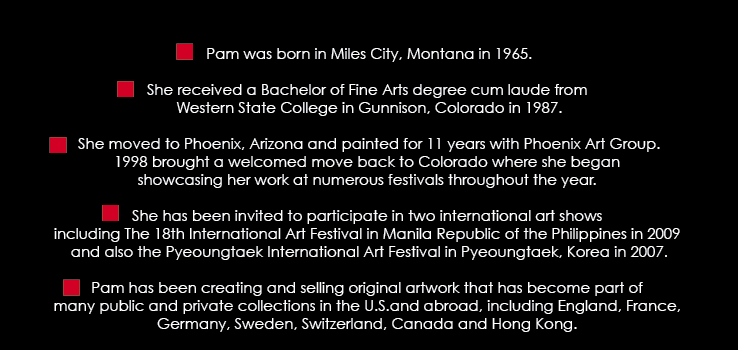 Pam was born in Miles City, Montana in 1965.
She received a Bachelor of Fine Arts degree cum laude from
Western State College in Gunnison, Colorado in 1987.
She moved to Phoenix, Arizona and painted for 11 years with Phoenix Art Group.
1998 brought a welcomed move back to Colorado where she began
showcasing her work at numerous festivals throughout the year.
She has been invited to participate in two international art shows
including The 18th International Art Festival in Manila Republic of the Philippines in 2009
and also the Pyeoungtaek International Art Festival in Pyeoungtaek, Korea in 2007.
Pam has been creating and selling original artwork that has become part of
many public and private collections in the U.S.and abroad, including England, France,
Germany, Sweden, Switzerland, Canada and Hong Kong.